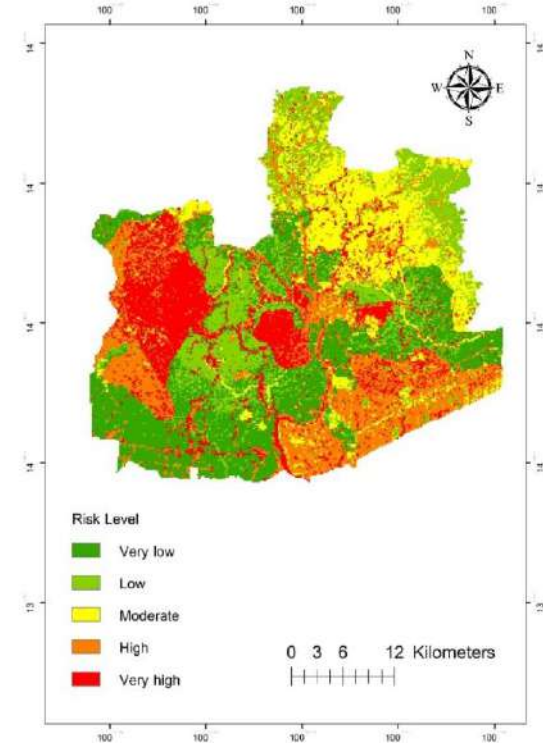 100 100 100 100 100
14 14
N
W E
S
14 14
14 14
14 14
Risk Level
Very low
Low
Moderate
High
Very high
13 13
0 3 6 12 Kilometers
100 100 100 100 100